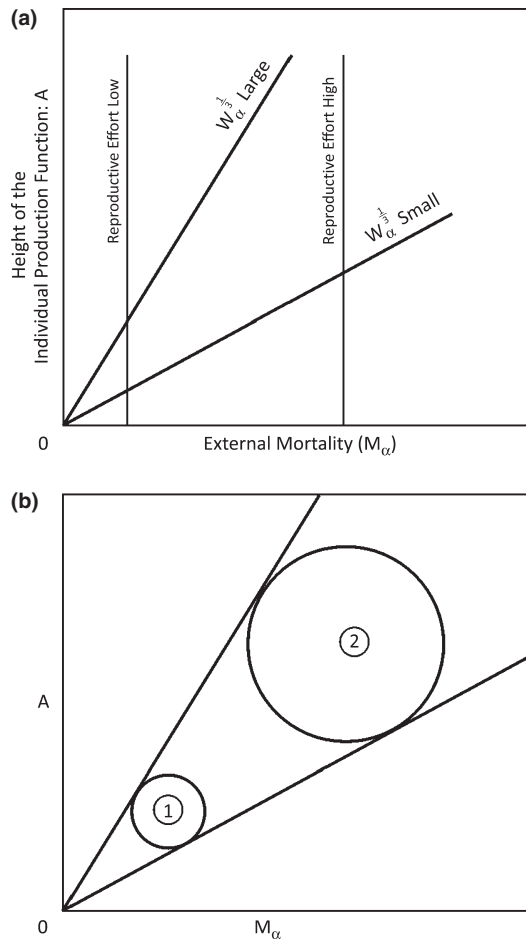 (a)
Height of the
Individual Production Function: A
Reproductive Effort Low
W_α^{1/3} Large
Reproductive Effort High
W_α^{1/3} Small
0
External Mortality (M_α)
(b)
A
2
1
0
M_α